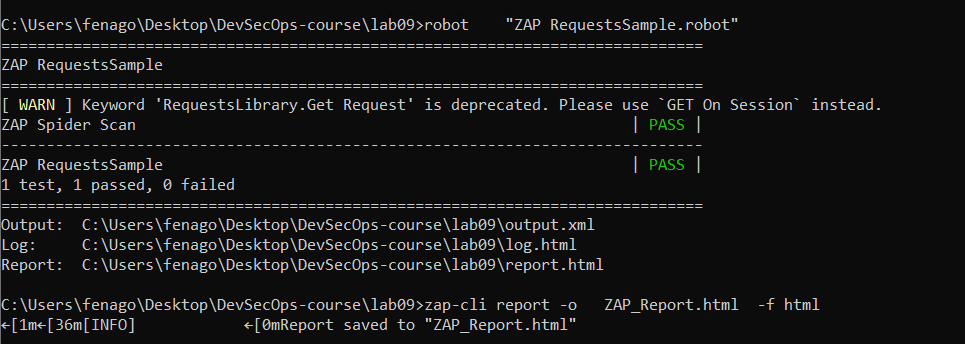 C:\Users\fenago\Desktop\DevSecOps-course\lab09>robot    "ZAP RequestsSample.robot"
==============================================================================
ZAP RequestsSample
==============================================================================
[ WARN ] Keyword 'RequestsLibrary.Get Request' is deprecated. Please use `GET On Session` instead.
ZAP Spider Scan                                                       | PASS |
------------------------------------------------------------------------------
ZAP RequestsSample                                                    | PASS |
1 test, 1 passed, 0 failed
==============================================================================
Output:  C:\Users\fenago\Desktop\DevSecOps-course\lab09\output.xml
Log:     C:\Users\fenago\Desktop\DevSecOps-course\lab09\log.html
Report:  C:\Users\fenago\Desktop\DevSecOps-course\lab09\report.html
C:\Users\fenago\Desktop\DevSecOps-course\lab09>zap-cli report -o   ZAP_Report.html  -f html
←[1m←[36m[INFO]            ←[0mReport saved to "ZAP_Report.html"